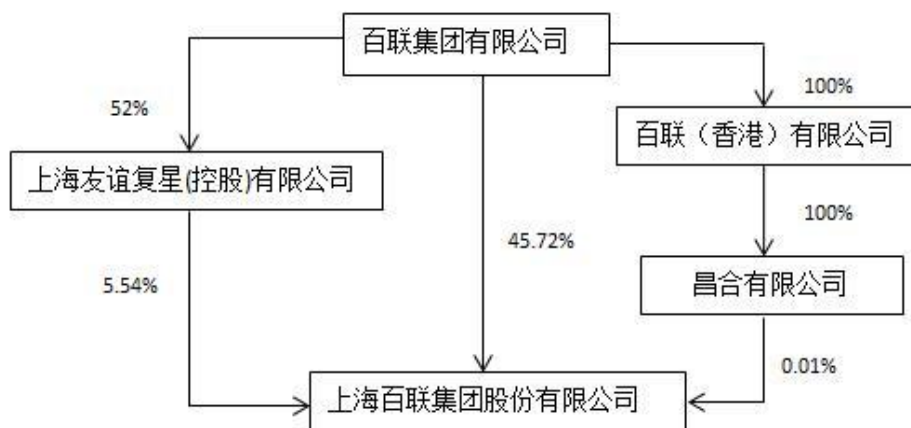 百联集团有限公司
52%
100%
百联（香港）有限公司
上海友谊复星(控股)有限公司
100%
45.72%
5.54%
昌合有限公司
0.01%
上海百联集团股份有限公司